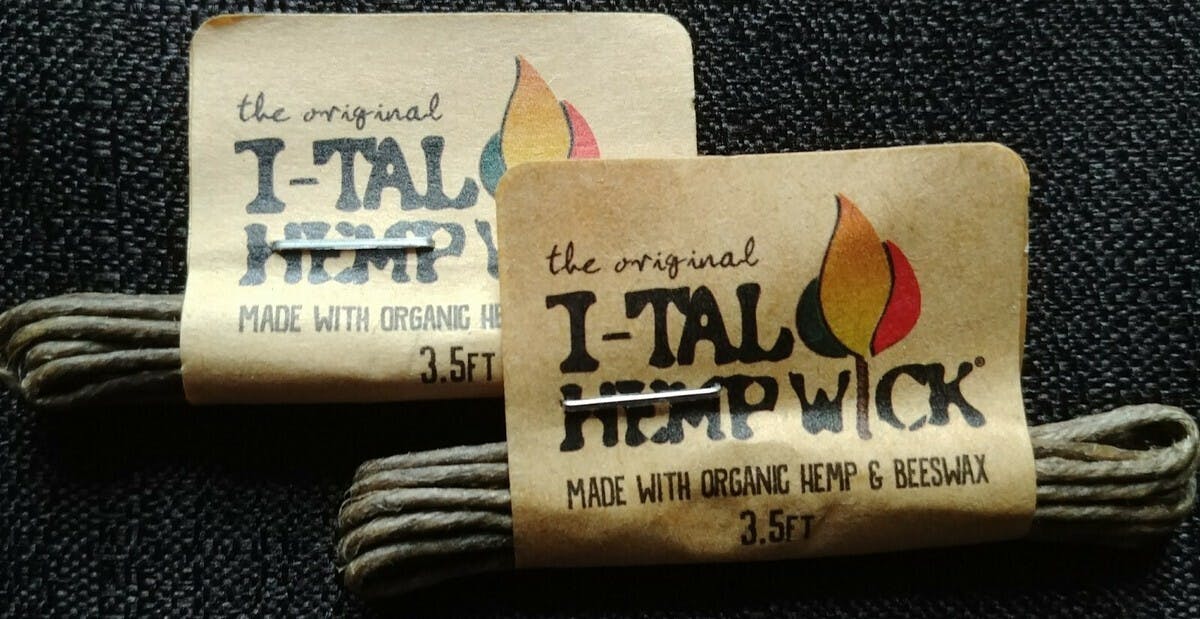 the original
I-TAL
HEMP W
MADE WITH ORGANIC HE
3.5FT
the original
I-TAL
HEMP WICK®
MADE WITH ORGANIC HEMP & BEESWAX
3.5FT